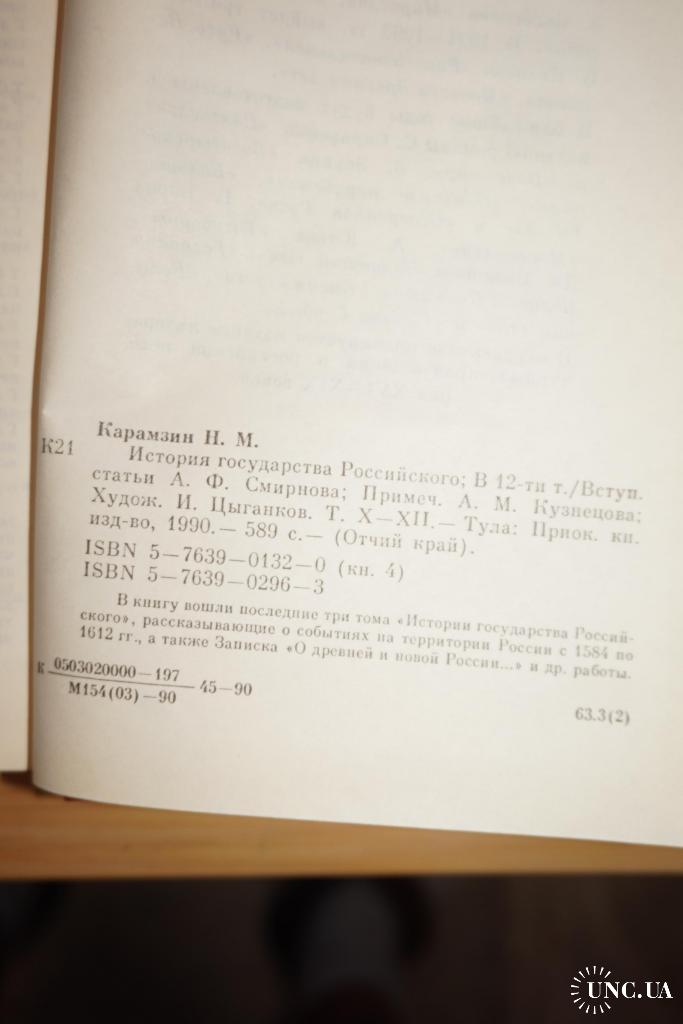 Карамзин Н. М.
К21
История государства Российского; В 12-ти т./Вступ.
статьи А. Ф. Смирнова; Примеч. А. М. Кузнецова;
Худож. И. Цыганков. Т. X—XII.— Тула: Приок. кн.
изд-во, 1990.— 589 с.— (Отчий край).
ISBN 5—7639—0132—0 (кн. 4)
ISBN 5—7639—0296—3
В книгу вошли последние три тома «Истории государства Россий-
ского», рассказывающие о событиях на территории России с 1584 по
1612 гг., а также Записка «О древней и новой России...» и др. работы.
К 0503020000—197 45—90
М154(03)—90
63.3(2)
UNC.UA